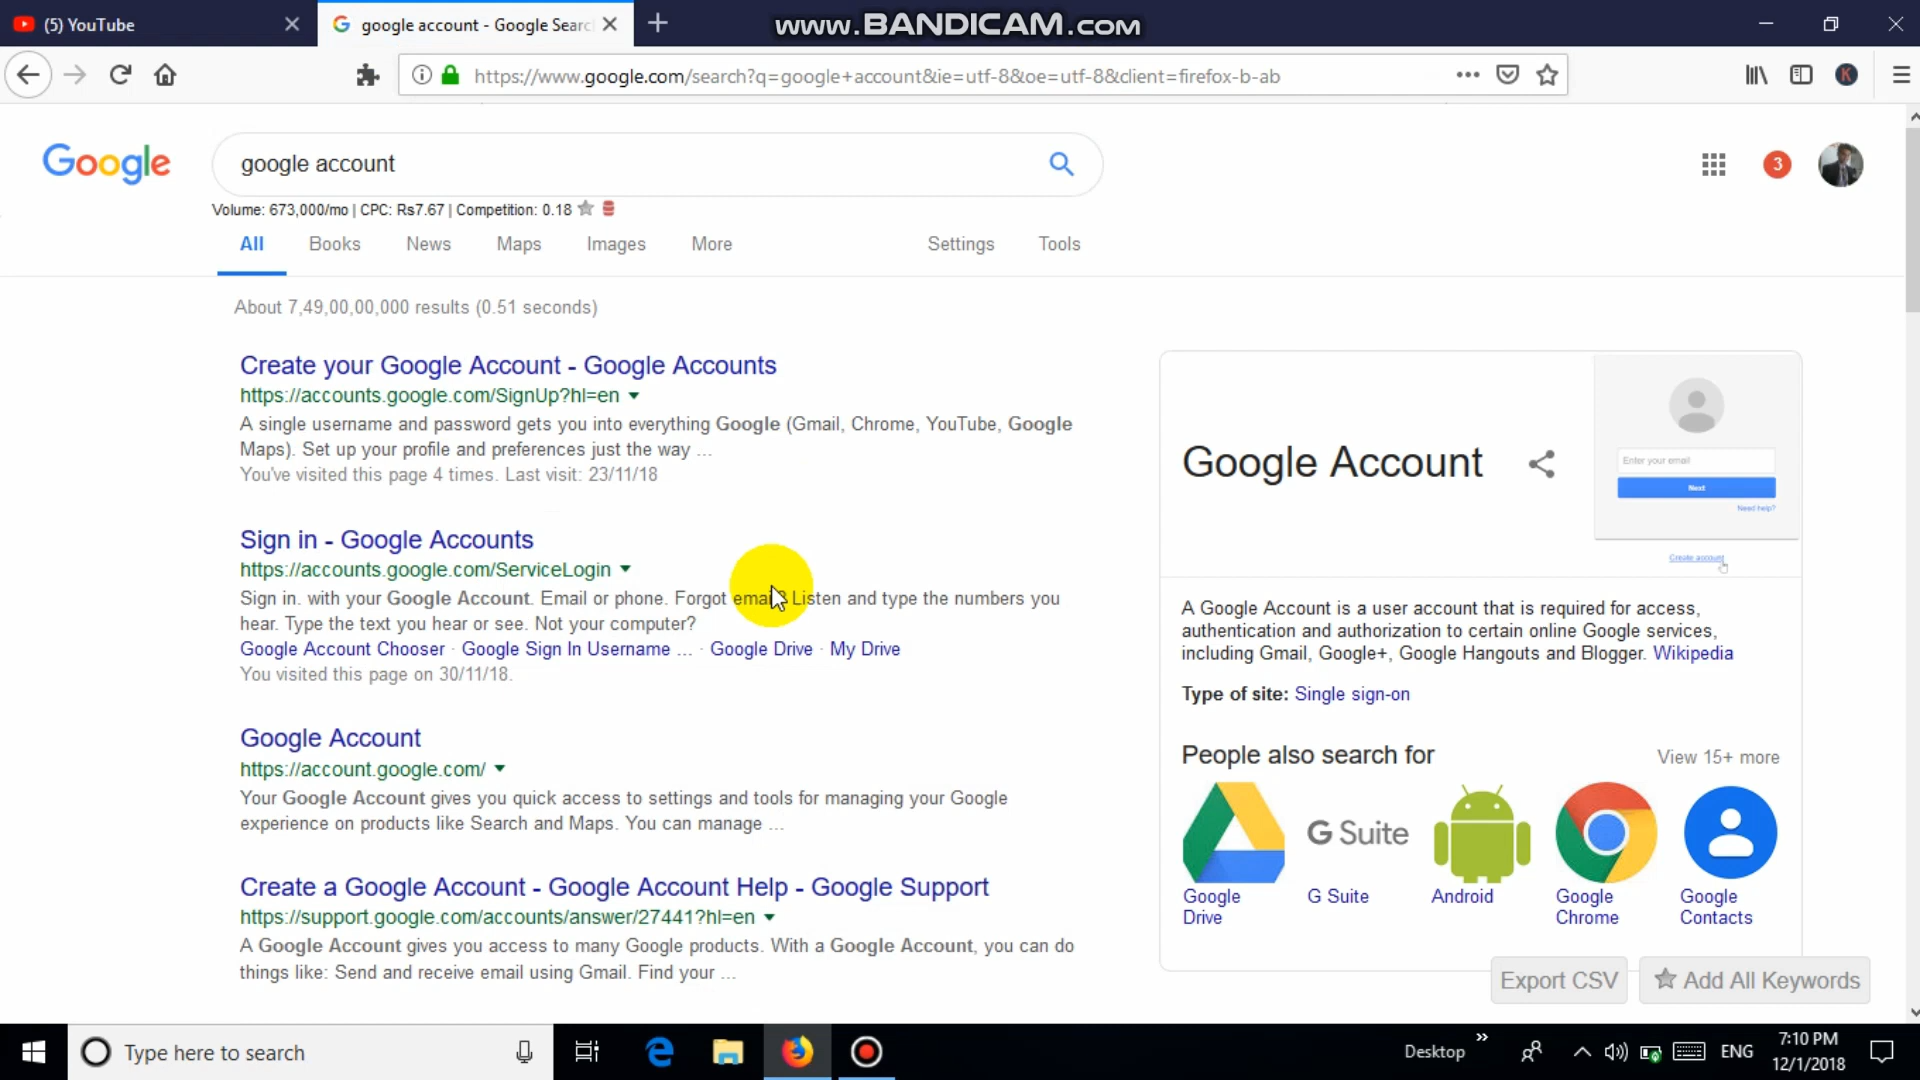 (5) YouTube
google account - Google Searc
www.BANDICAM.com
https://www.google.com/search?q=google+account&ie=utf-8&oe=utf-8&client=firefox-b-ab
K
Google
google account
3
Volume: 673,000/mo | CPC: Rs7.67 | Competition: 0.18
All
Books
News
Maps
Images
More
Settings
Tools
About 7,49,00,00,000 results (0.51 seconds)
Create your Google Account - Google Accounts
https://accounts.google.com/SignUp?hl=en
A single username and password gets you into everything Google (Gmail, Chrome, YouTube, Google
Maps). Set up your profile and preferences just the way ...
You've visited this page 4 times. Last visit: 23/11/18
Sign in - Google Accounts
https://accounts.google.com/ServiceLogin
Sign in. with your Google Account. Email or phone. Forgot email? Listen and type the numbers you
hear. Type the text you hear or see. Not your computer?
Google Account Chooser · Google Sign In Username ... · Google Drive · My Drive
You visited this page on 30/11/18.
Google Account
https://account.google.com/
Your Google Account gives you quick access to settings and tools for managing your Google
experience on products like Search and Maps. You can manage ...
Create a Google Account - Google Account Help - Google Support
https://support.google.com/accounts/answer/27441?hl=en
A Google Account gives you access to many Google products. With a Google Account, you can do
things like: Send and receive email using Gmail. Find your ...
Google Account
Enter your email
Next
Need help?
Create account
A Google Account is a user account that is required for access,
authentication and authorization to certain online Google services,
including Gmail, Google+, Google Hangouts and Blogger. Wikipedia
Type of site: Single sign-on
People also search for
View 15+ more
G Suite
Google
Drive
G Suite
Android
Google
Chrome
Google
Contacts
Export CSV
Add All Keywords
Type here to search
Desktop
ENG
7:10 PM
12/1/2018